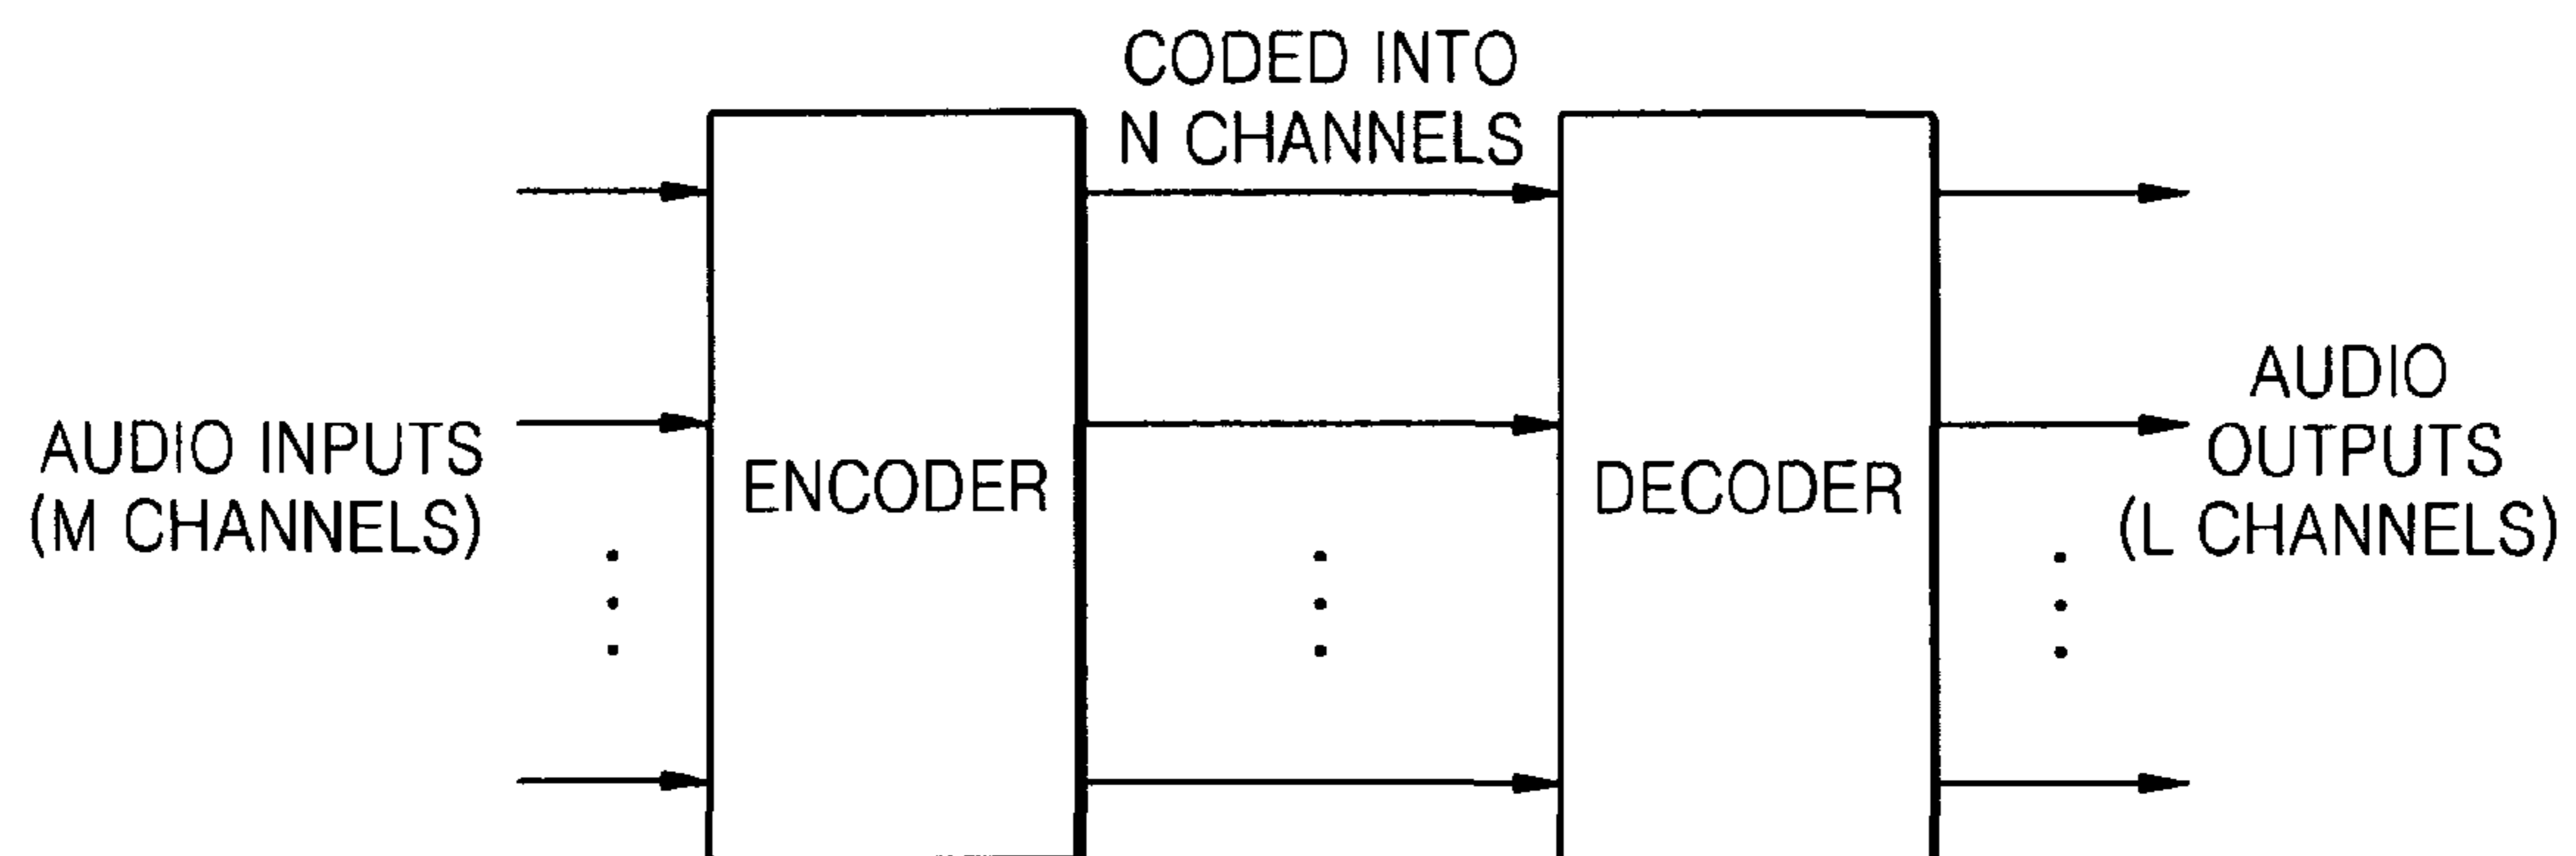 CODED INTO
N CHANNELS
AUDIO INPUTS
(M CHANNELS)
ENCODER
DECODER
AUDIO
OUTPUTS
(L CHANNELS)